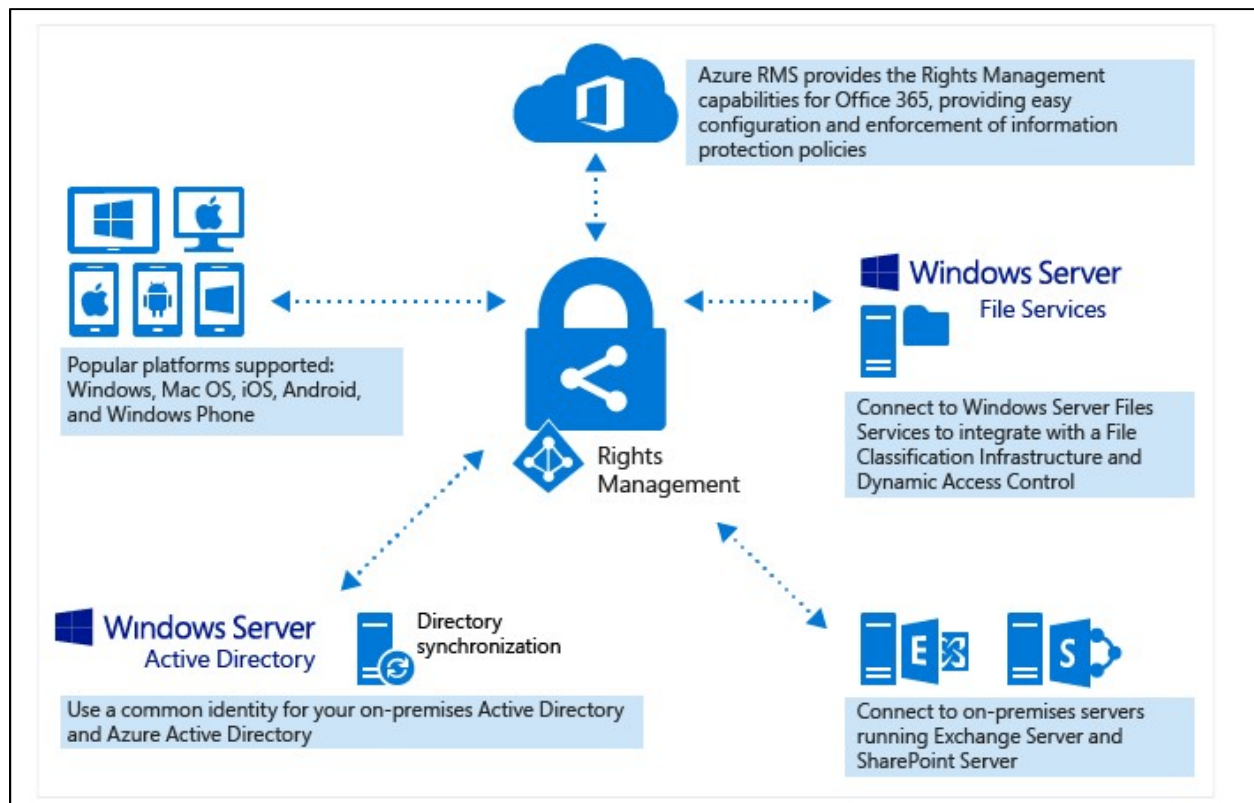 Azure RMS provides the Rights Management
capabilities for Office 365, providing easy
configuration and enforcement of information
protection policies
Popular platforms supported:
Windows, Mac OS, iOS, Android,
and Windows Phone
Windows Server
File Services
Connect to Windows Server Files
Services to integrate with a File
Classification Infrastructure and
Dynamic Access Control
Rights
Management
Windows Server
Active Directory
Directory
synchronization
Use a common identity for your on-premises Active Directory
and Azure Active Directory
E
S
Connect to on-premises servers
running Exchange Server and
SharePoint Server